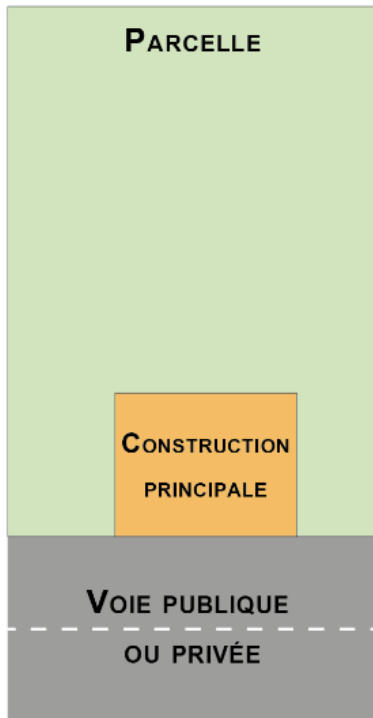 PARCELLE
CONSTRUCTION
PRINCIPALE
VOIE PUBLIQUE
OU PRIVÉE